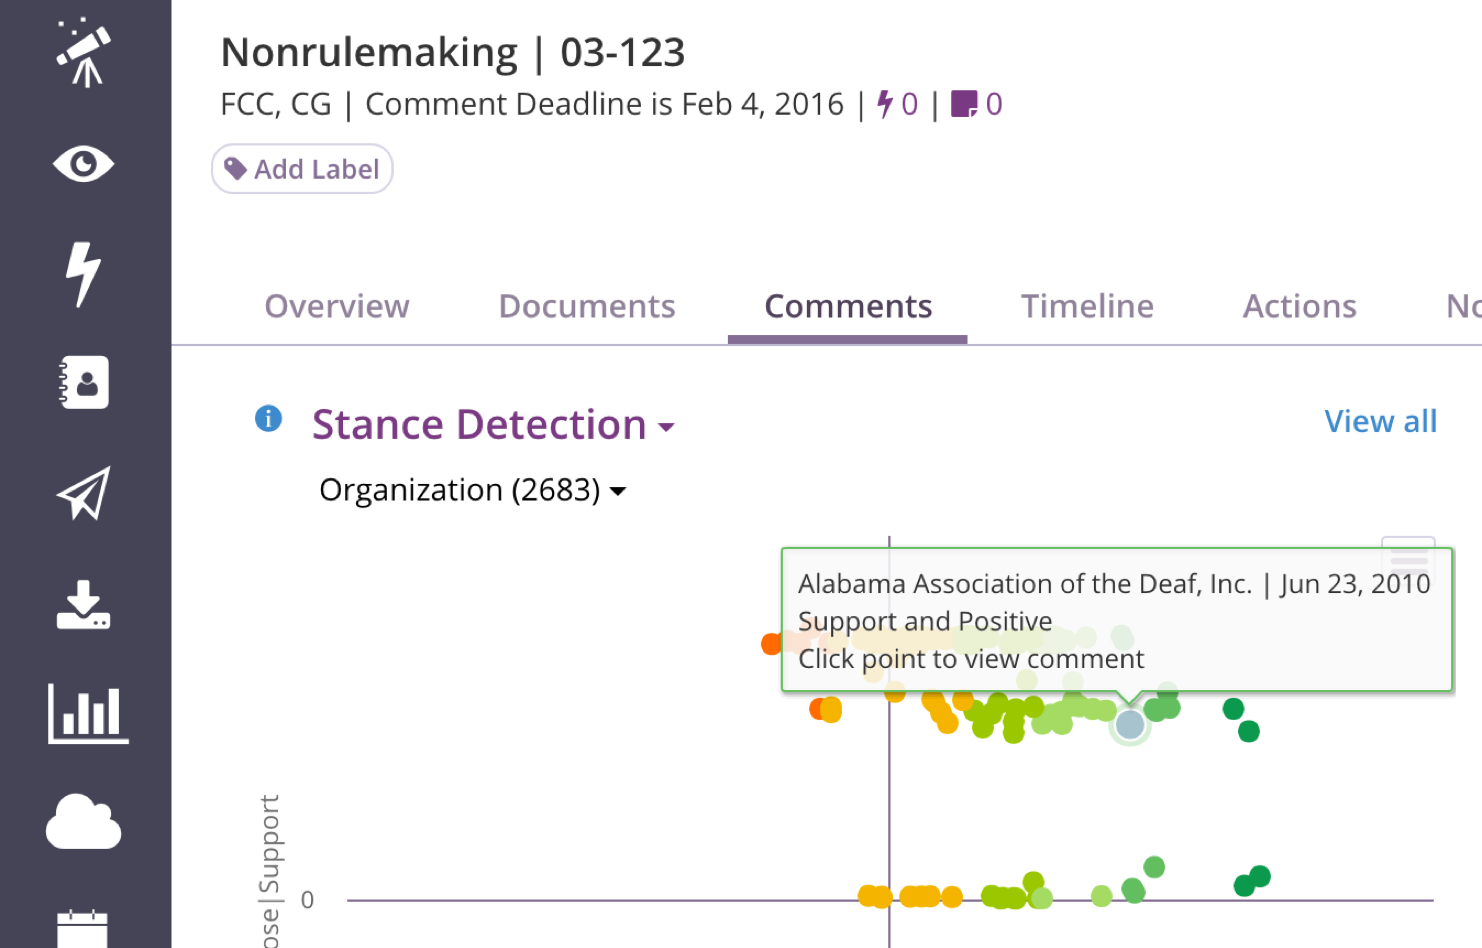 Nonrulemaking | 03-123
FCC, CG | Comment Deadline is Feb 4, 2016 | 0 | 0
Add Label
Overview Documents Comments Timeline Actions
Stance Detection
View all
Organization (2683)
Alabama Association of the Deaf, Inc. | Jun 23, 2010
Support and Positive
Click point to view comment
| Support
0